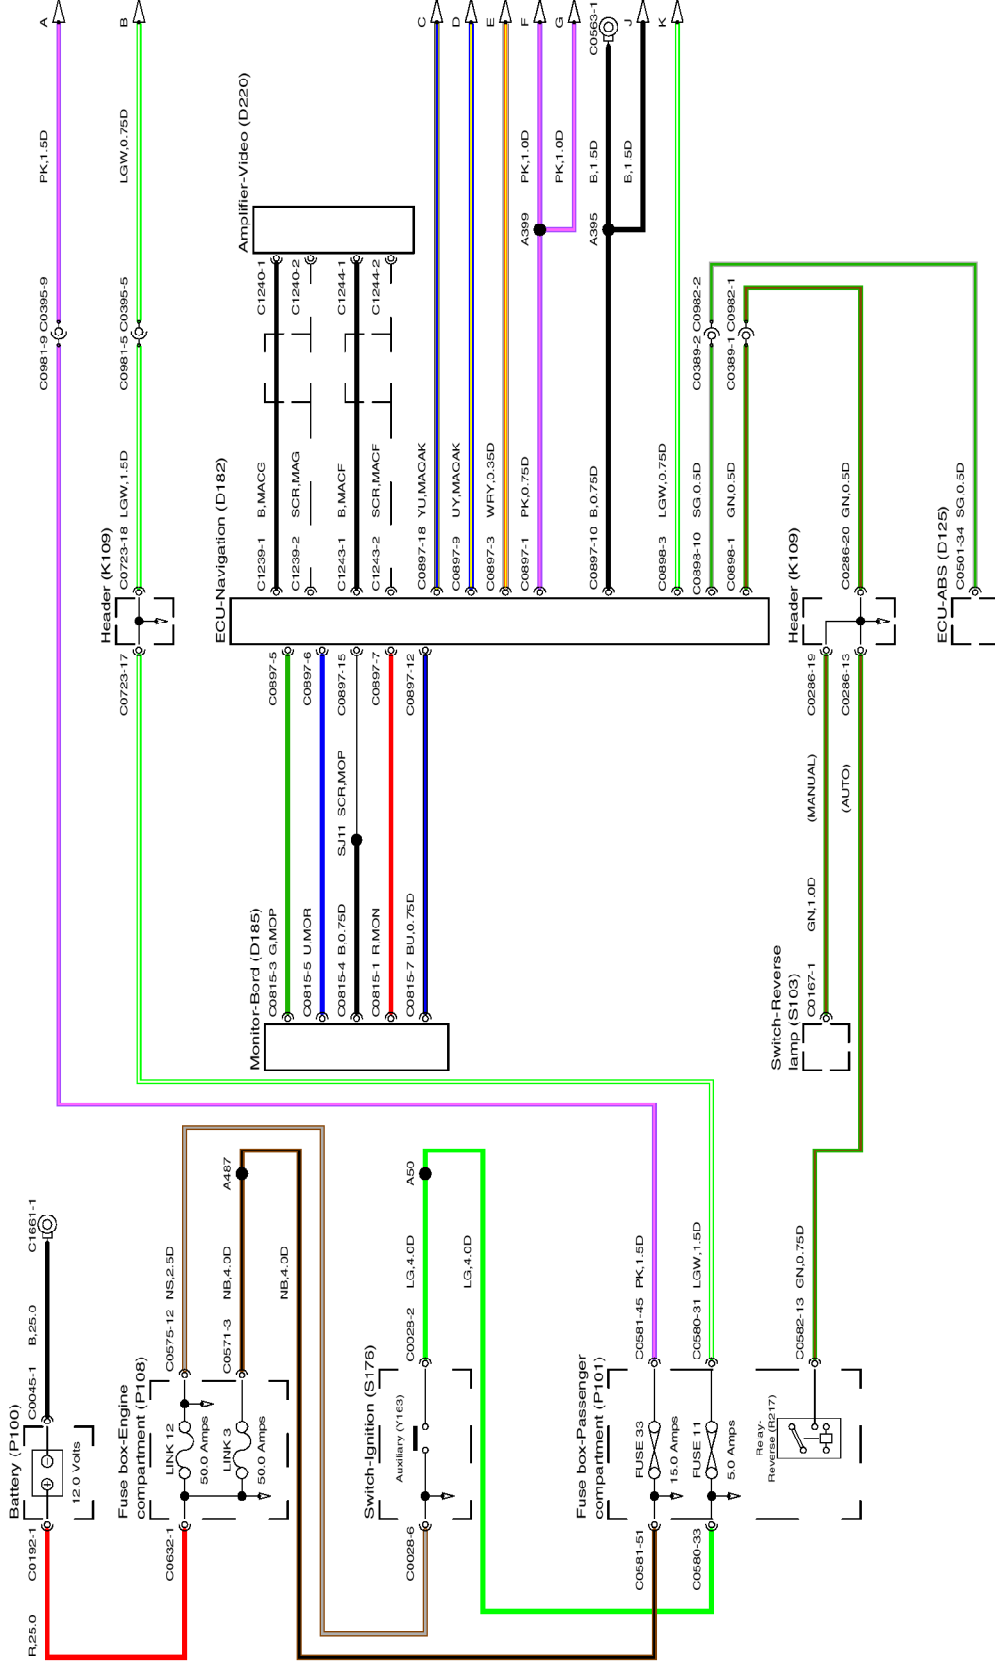 Battery (P100)
C0192-1
R,25.0
12.0 Volts
C0045-1
B,25.0
C1661-1
Fuse box-Engine
compartment (P108)
C0632-1
LINK 12
50.0 Amps
LINK 3
50.0 Amps
C0575-12
NS,2.5D
C0571-3
NB,4.0D
A487
NB,4.0D
Switch-Ignition (S176)
Auxiliary (Y163)
C0028-6
C0028-2
LG,4.0D
A50
LG,4.0D
Fuse box-Passenger
compartment (P101)
C0581-51
FUSE 33
15.0 Amps
C0580-33
FUSE 11
5.0 Amps
Relay-
Reverse (R217)
C0581-45
PK,1.5D
C0580-31
LGW,1.5D
C0582-13
GN,0.75D
Monitor-Bord (D185)
C0815-3
G,MOP
C0897-5
C0815-5
U,MOR
C0897-6
C0815-4
B,0.75D
SJ11
SCR,MOP
C0897-15
C0815-1
R,MON
C0897-7
C0815-7
BU,0.75D
C0897-12
Switch-Reverse
lamp (S103)
C0167-1
GN,1.0D
(MANUAL)
C0286-19
(AUTO)
C0286-13
Header (K109)
C0723-17
C0723-18
LGW,1.5D
C0981-5
C0395-5
LGW,0.75D
B
C0981-9
C0395-9
PK,1.5D
A
ECU-Navigation (D182)
C1239-1
B,MACG
C1240-1
C1239-2
SCR,MAG
C1240-2
C1243-1
B,MACF
C1244-1
C1243-2
SCR,MACF
C1244-2
Amplifier-Video (D220)
C0897-18
YU,MACAK
C
C0897-9
UY,MACAK
D
C0897-3
WRY,0.35D
E
C0897-1
PK,0.75D
A399
PK,1.0D
F
PK,1.0D
G
C0897-10
B,0.75D
A395
B,1.5D
C0563-1
B,1.5D
J
C0898-3
LGW,0.75D
K
C0393-10
SG,0.5D
C0389-2
C0982-2
C0898-1
GN,0.5D
C0389-1
C0982-1
Header (K109)
C0286-20
GN,0.5D
ECU-ABS (D125)
C0501-34
SG,0.5D